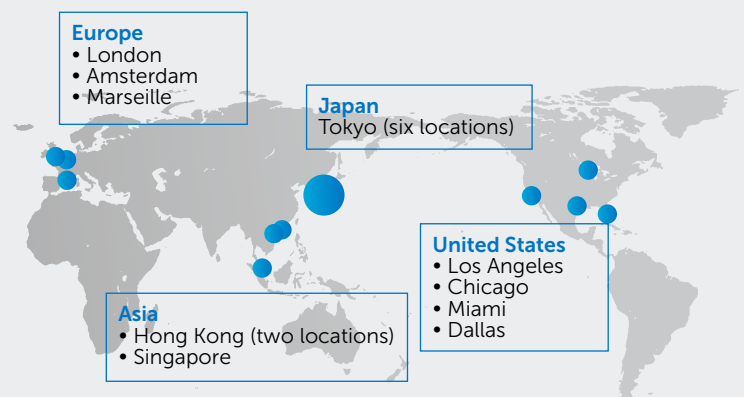 Europe
• London
• Amsterdam
• Marseille
Japan
Tokyo (six locations)
United States
• Los Angeles
• Chicago
• Miami
• Dallas
Asia
• Hong Kong (two locations)
• Singapore